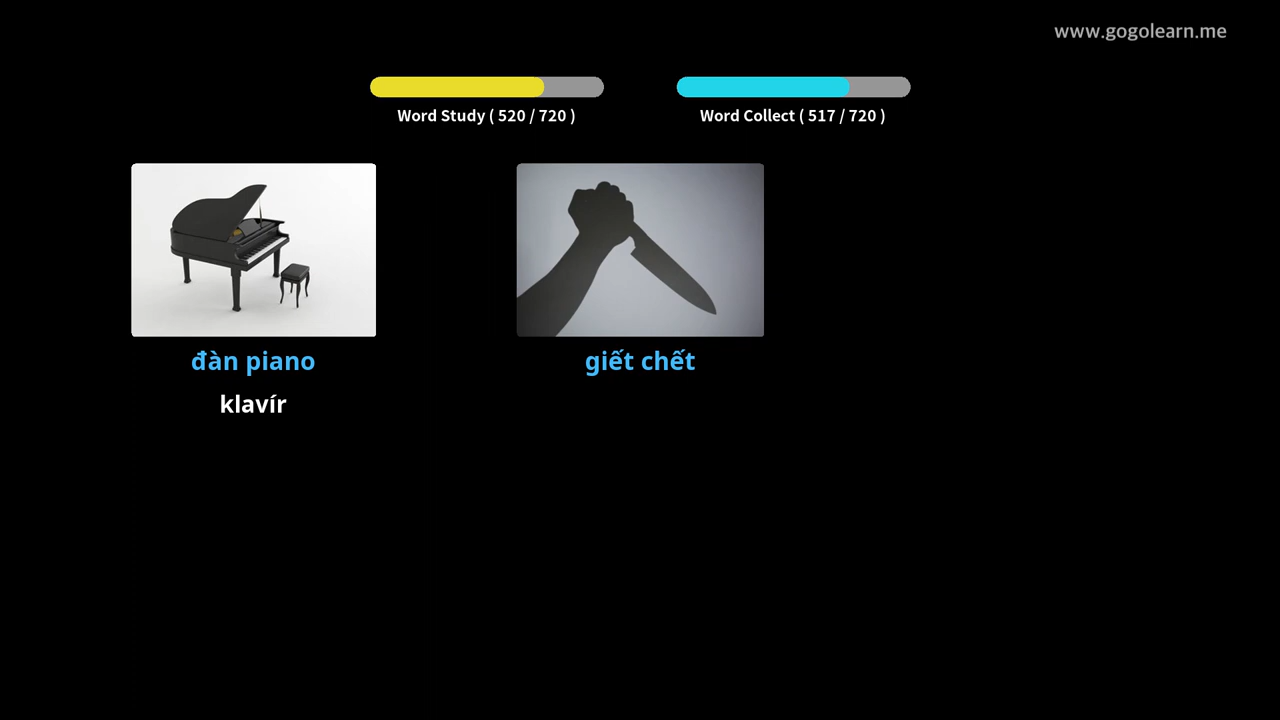 www.gogolearn.me
Word Study ( 520 / 720 )
Word Collect ( 517 / 720 )
đàn piano
giết chết
klavír